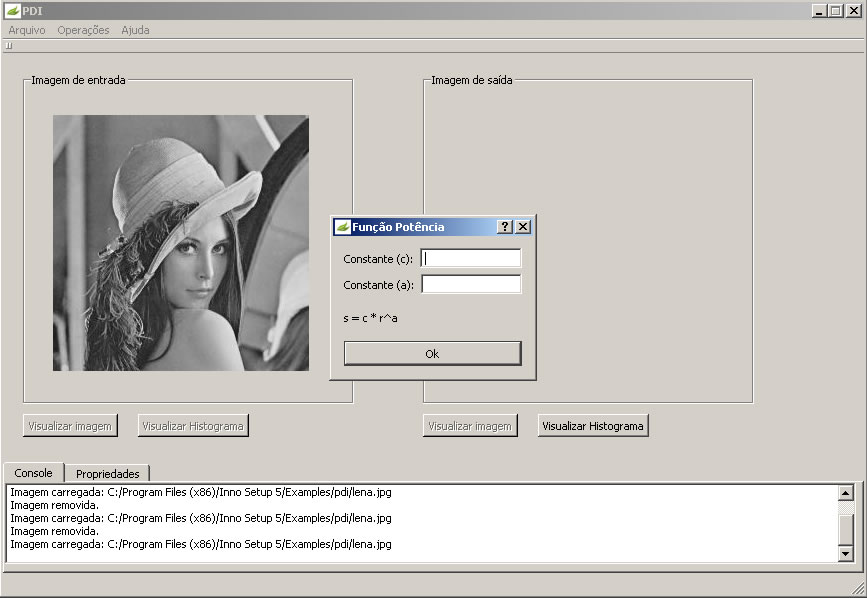 PDI
Arquivo Operações Ajuda
Imagem de entrada
Imagem de saída
Função Potência
Constante (c):
Constante (a):
s = c * r^a
Ok
Visualizar imagem Visualizar Histograma Visualizar imagem Visualizar Histograma
Console Propriedades
Imagem carregada: C:/Program Files (x86)/Inno Setup 5/Examples/pdi/lena.jpg
Imagem removida.
Imagem carregada: C:/Program Files (x86)/Inno Setup 5/Examples/pdi/lena.jpg
Imagem removida.
Imagem carregada: C:/Program Files (x86)/Inno Setup 5/Examples/pdi/lena.jpg